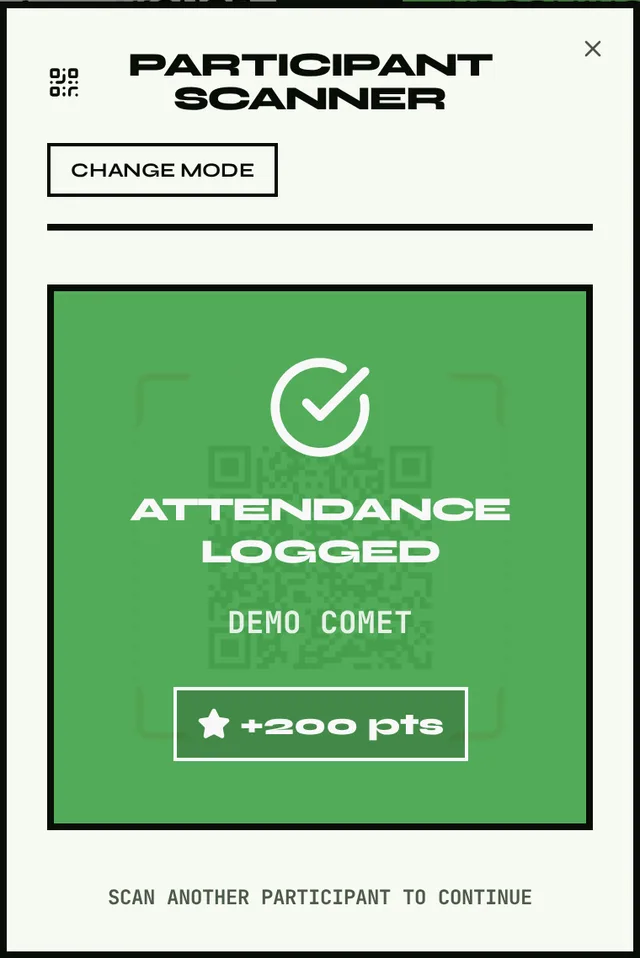 PARTICIPANT
SCANNER
CHANGE MODE
ATTENDANCE
LOGGED
DEMO COMET
+200 pts
SCAN ANOTHER PARTICIPANT TO CONTINUE